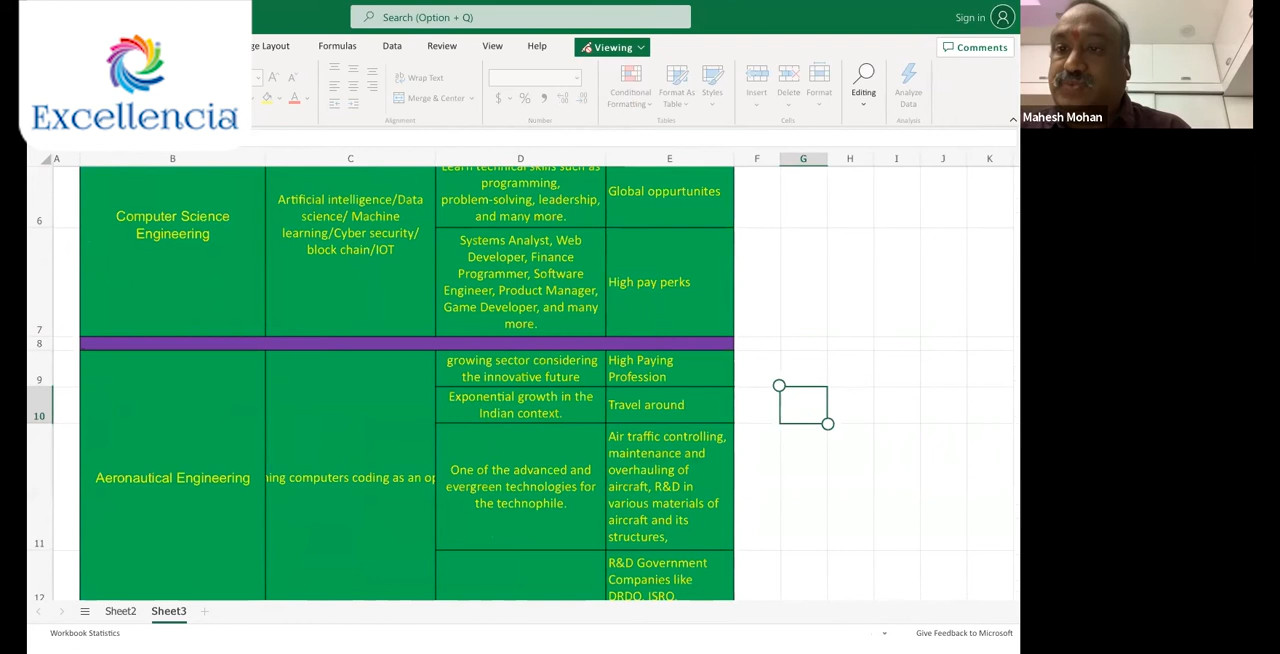 Search (Option + Q)
Sign in
Excellencia
ge Layout
Formulas
Data
Review
View
Help
Viewing
Comments
Wrap Text
Merge & Center
$
%
Conditional
Formatting
Format As
Table
Styles
Insert
Delete
Format
Editing
Analyze
Data
Alignment
Number
Tables
Cells
Analysis
Mahesh Mohan
A
B
C
D
E
F
G
H
I
J
K
6
Computer Science
Engineering
Artificial intelligence/Data
science/ Machine
learning/Cyber security/
block chain/IOT
Learn technical skills such as
programming,
problem-solving, leadership,
and many more.
Global oppurtunites
7
Systems Analyst, Web
Developer, Finance
Programmer, Software
Engineer, Product Manager,
Game Developer, and many
more.
High pay perks
8
9
growing sector considering
the innovative future
High Paying
Profession
10
Exponential growth in the
Indian context.
Travel around
11
Aeronautical Engineering
ning computers coding as an op
One of the advanced and
evergreen technologies for
the technophile.
Air traffic controlling,
maintenance and
overhauling of
aircraft, R&D in
various materials of
aircraft and its
structures,
12
R&D Government
Companies like
DRDO, ISRO,
Sheet2
Sheet3
Workbook Statistics
Give Feedback to Microsoft